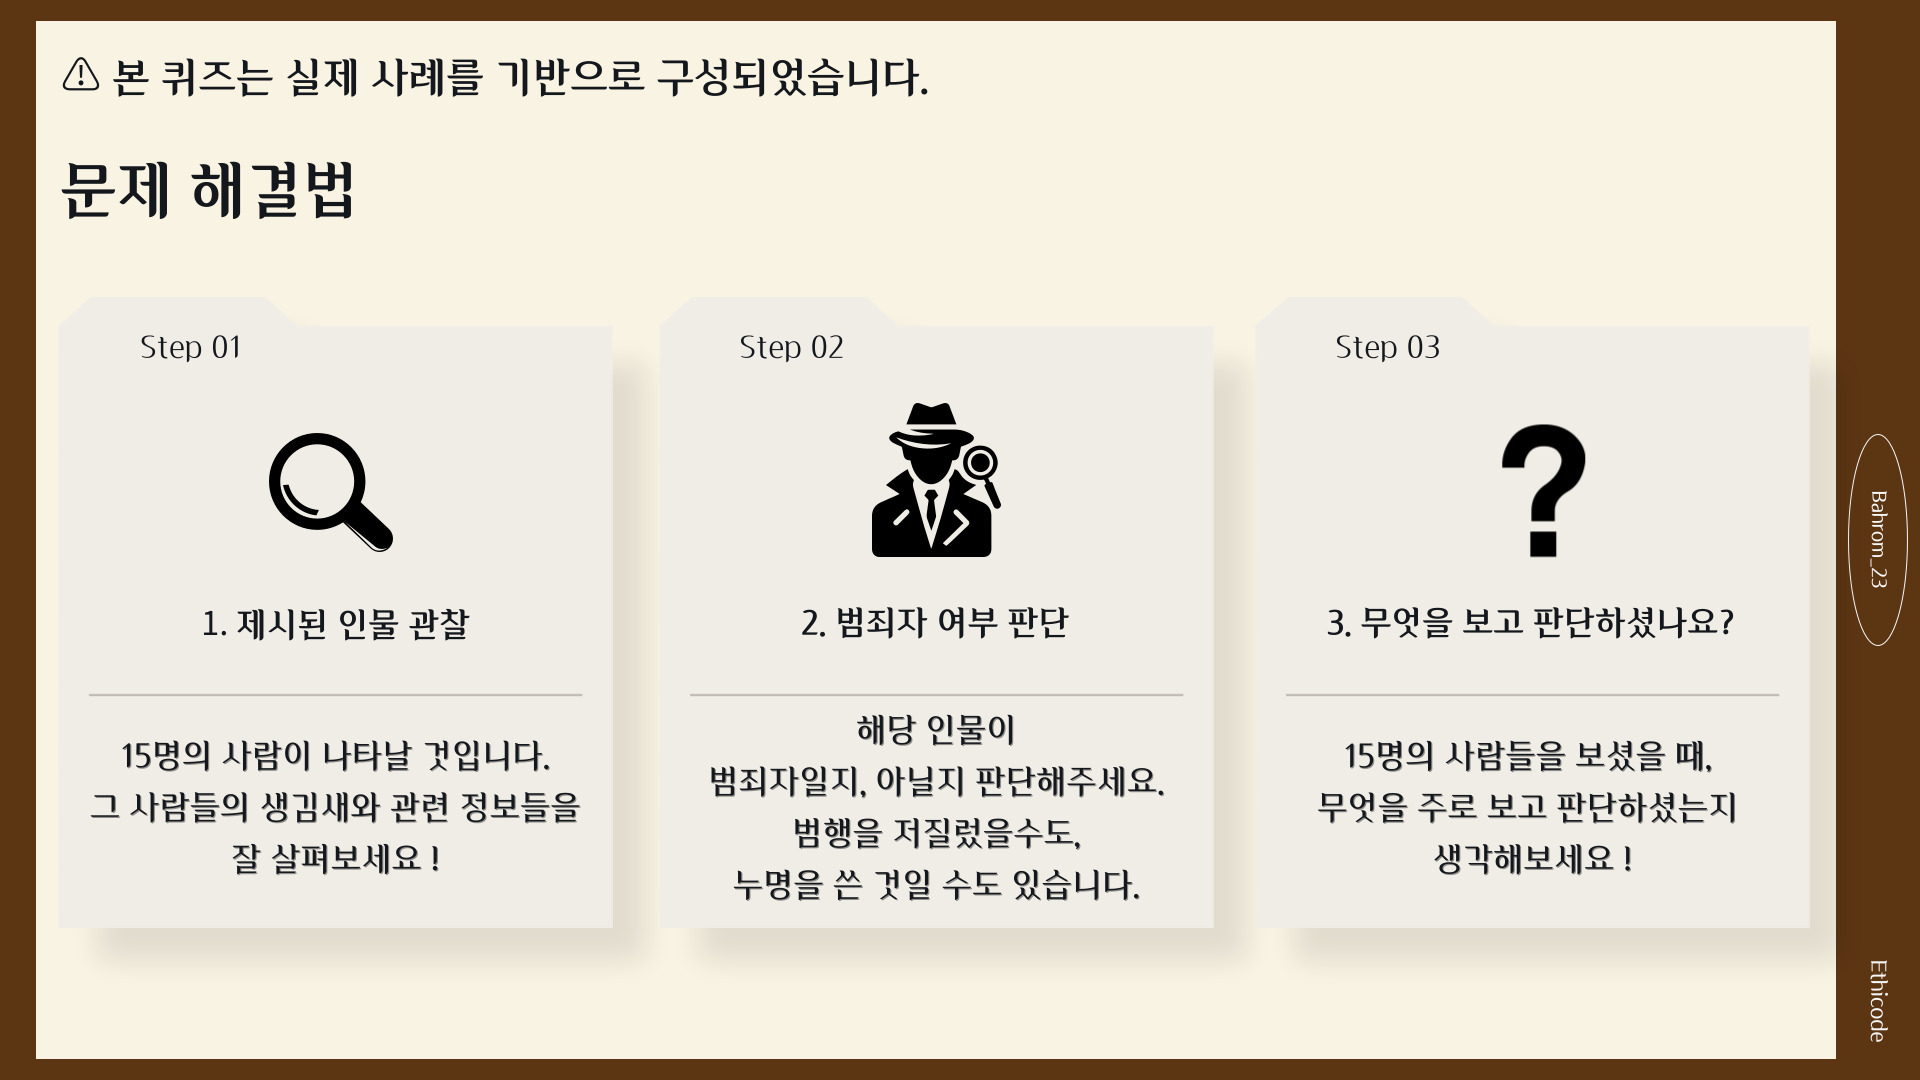 본 퀴즈는 실제 사례를 기반으로 구성되었습니다.
문제 해결법
Step 01
1. 제시된 인물 관찰
15명의 사람이 나타날 것입니다.
그 사람들의 생김새와 관련 정보들을
잘 살펴보세요 !
Step 02
2. 범죄자 여부 판단
해당 인물이
범죄자일지, 아닐지 판단해주세요.
범행을 저질렀을수도,
누명을 쓴 것일 수도 있습니다.
Step 03
3. 무엇을 보고 판단하셨나요?
15명의 사람들을 보셨을 때,
무엇을 주로 보고 판단하셨는지
생각해보세요 !
Bahrom_23
Ethicode